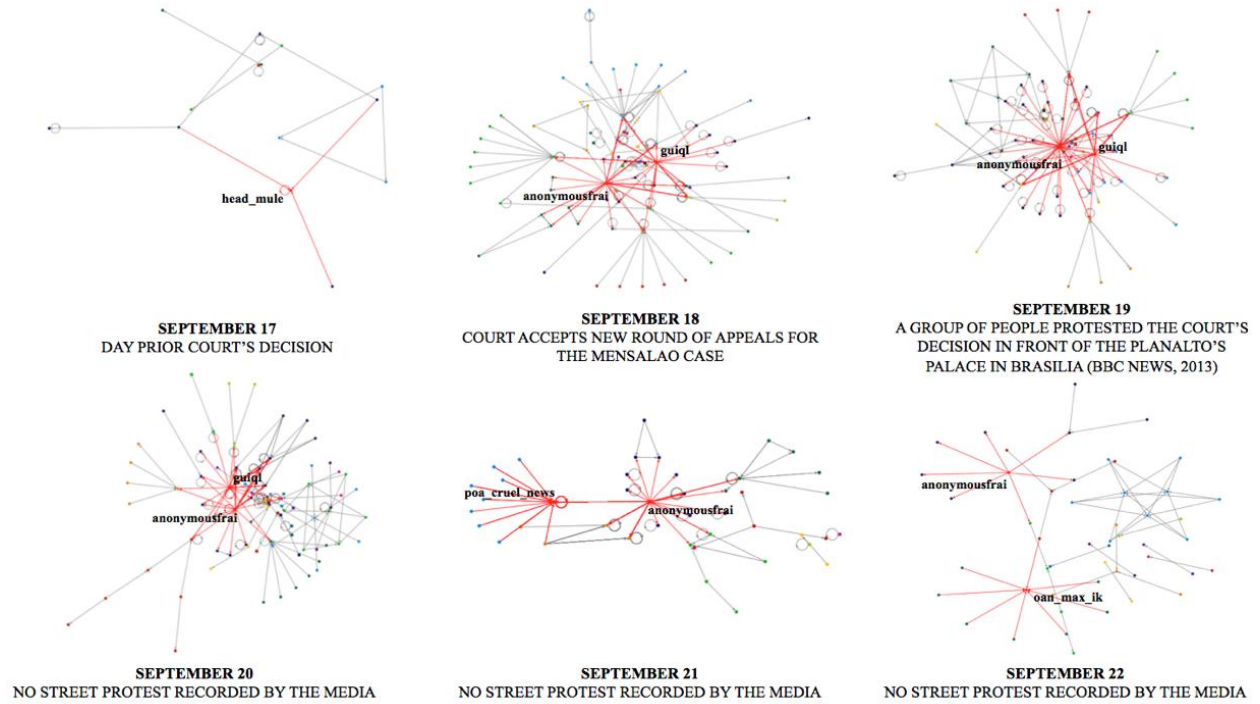 head_mule
SEPTEMBER 17
DAY PRIOR COURT'S DECISION
guiql
anonymousfrai
SEPTEMBER 18
COURT ACCEPTS NEW ROUND OF APPEALS FOR
THE MENSALAO CASE
guiql
anonymousfrai
SEPTEMBER 19
A GROUP OF PEOPLE PROTESTED THE COURT'S
DECISION IN FRONT OF THE PLANALTO'S
PALACE IN BRASILIA (BBC NEWS, 2013)
guiql
anonymousfrai
SEPTEMBER 20
NO STREET PROTEST RECORDED BY THE MEDIA
poa_cruel_news
anonymousfrai
SEPTEMBER 21
NO STREET PROTEST RECORDED BY THE MEDIA
anonymousfrai
oan_max_ik
SEPTEMBER 22
NO STREET PROTEST RECORDED BY THE MEDIA